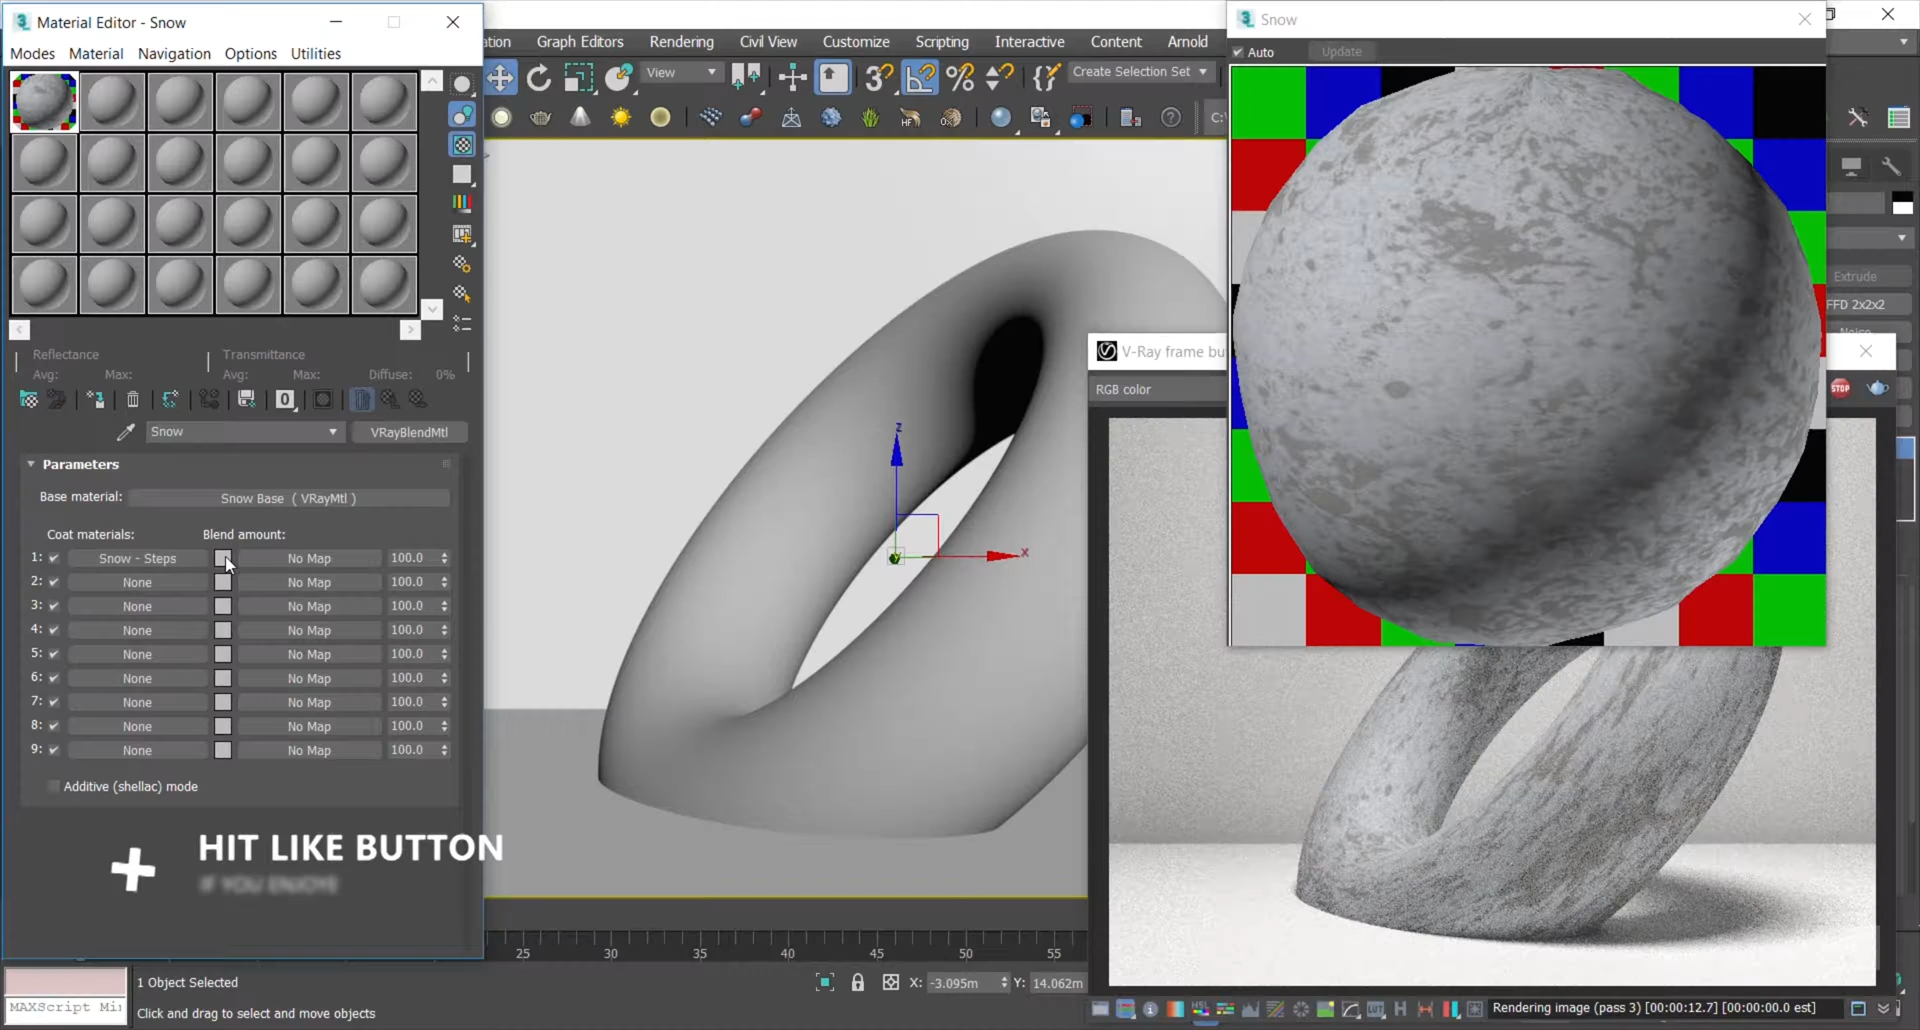 Material Editor - Snow
Modes Material Navigation Options Utilities
Graph Editors Rendering Civil View Customize Scripting Interactive Content Arnold
View
Create Selection Set
Snow
Auto
Update
Extrude
FFD 2x2x2
Reflectance
Transmittance
Avg: Max: Avg: Max: Diffuse: 0%
0
Snow
VRayBlendMtl
Parameters
Base material: Snow Base ( VRayMtl )
Coat materials: Blend amount:
1: Snow - Steps No Map 100.0
2: None No Map 100.0
3: None No Map 100.0
4: None No Map 100.0
5: None No Map 100.0
6: None No Map 100.0
7: None No Map 100.0
8: None No Map 100.0
9: None No Map 100.0
Additive (shellac) mode
HIT LIKE BUTTON
IF YOU ENJOYE
z
x
V-Ray frame bu
RGB color
STOP
25 30 35 40 45 50 55
1 Object Selected
X: -3.095m Y: 14.062m
MAXScript Mi
Click and drag to select and move objects
Rendering image (pass 3) [00:00:12.7] [00:00:00.0 est]